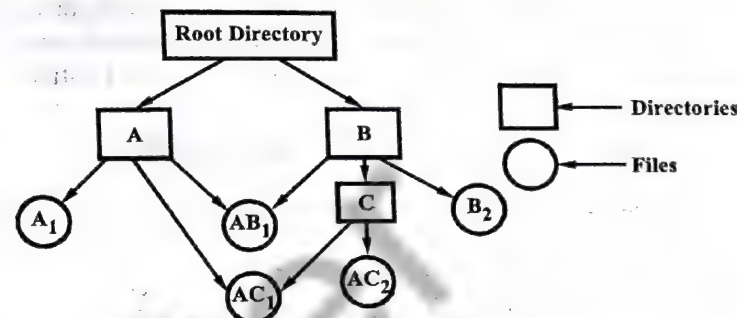 Root Directory
A
B
Directories
Files
C
A1
AB1
B2
AC1
AC2